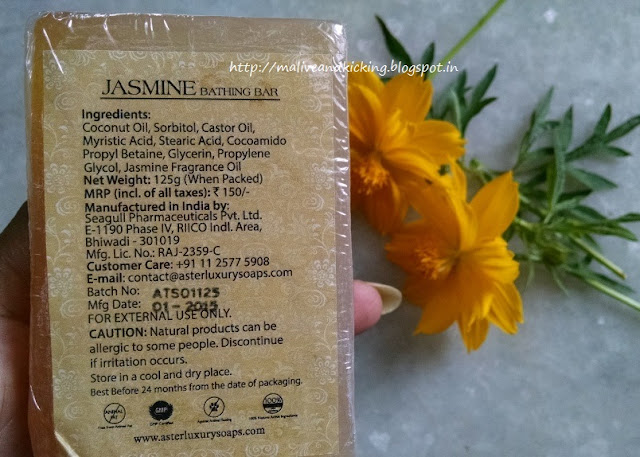 http://maliveandkicking.blogspot.in
JASMINE BATHING BAR
Ingredients:
Coconut Oil, Sorbitol, Castor Oil,
Myristic Acid, Stearic Acid, Cocoamido
Propyl Betaine, Glycerin, Propylene
Glycol, Jasmine Fragrance Oil
Net Weight: 125g (When Packed)
MRP (incl. of all taxes): ₹ 150/-
Manufactured in India by:
Seagull Pharmaceuticals Pvt. Ltd.
E-1190 Phase IV, RIICO Indl. Area,
Bhiwadi - 301019
Mfg. Lic. No.: RAJ-2359-C
Customer Care: +91 11 2577 5908
E-mail: contact@asterluxurysoaps.com
Batch No: ATS01125
Mfg Date: 01-2015
FOR EXTERNAL USE ONLY.
CAUTION: Natural products can be
allergic to some people. Discontinue
if irritation occurs.
Store in a cool and dry place.
Best Before 24 months from the date of packaging.
GMP
100%
www.asterluxurysoaps.com